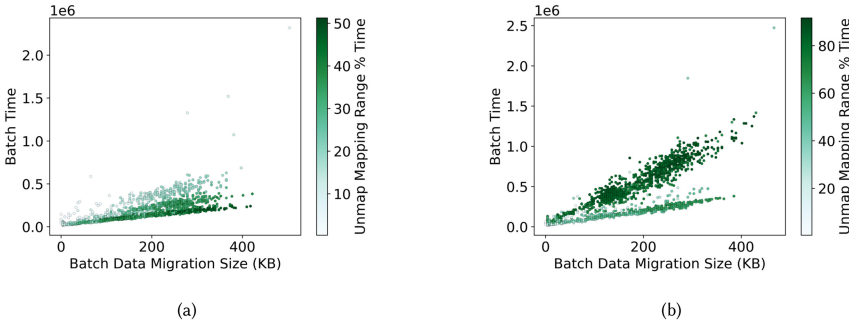 1e6
2.0
1.5
1.0
0.5
0.0
Batch Time
0
200
400
Batch Data Migration Size (KB)
50
40
30
20
10
Unmap Mapping Range % Time
(a)
1e6
2.5
2.0
1.5
1.0
0.5
0.0
Batch Time
0
200
400
Batch Data Migration Size (KB)
80
60
40
20
Unmap Mapping Range % Time
(b)